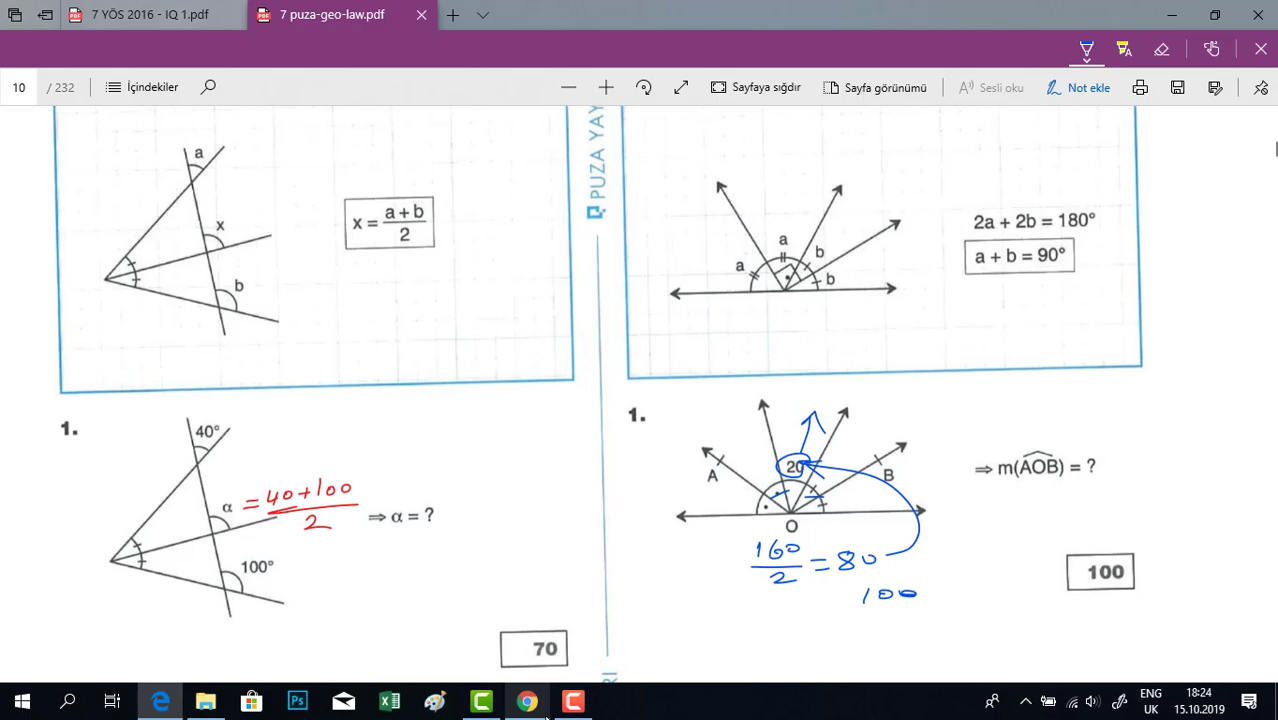 7 YÖS 2016 - IQ 1.pdf
7 puza-geo-law.pdf
10 / 232
İçindekiler
Sayfaya sığdır
Sayfa görünümü
Sesli oku
Not ekle
a
x
b
x = a + b / 2
PUZA YAY
a
a
b
b
2a + 2b = 180°
a + b = 90°
1.
40°
α = 40+100 / 2
⇒ α = ?
100°
70
1.
A
20
B
O
⇒ m(AOB) = ?
160 / 2 = 80
100
100
RI
ENG
UK
18:24
15.10.2019